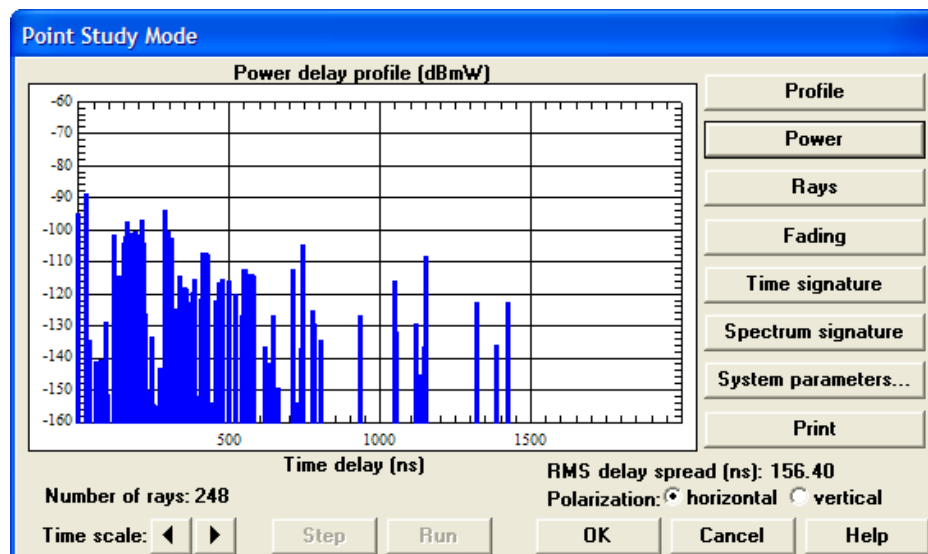 Point Study Mode
Power delay profile (dBmW)
-60
-70
-80
-90
-100
-110
-120
-130
-140
-150
-160
500
1000
1500
Time delay (ns)
Profile
Power
Rays
Fading
Time signature
Spectrum signature
System parameters...
Print
RMS delay spread (ns): 156.40
Number of rays: 248
Polarization: horizontal vertical
Time scale: Step Run OK Cancel Help